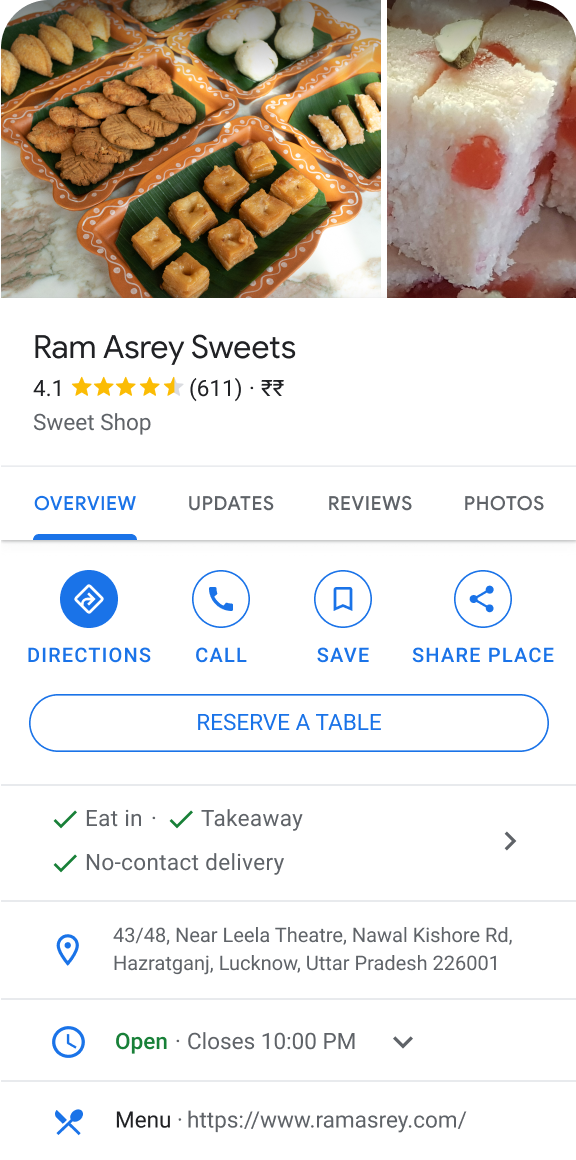 Ram Asrey Sweets
4.1 (611) · ₹₹
Sweet Shop
OVERVIEW UPDATES REVIEWS PHOTOS
DIRECTIONS CALL SAVE SHARE PLACE
RESERVE A TABLE
Eat in · Takeaway
No-contact delivery
43/48, Near Leela Theatre, Nawal Kishore Rd,
Hazratganj, Lucknow, Uttar Pradesh 226001
Open · Closes 10:00 PM
Menu · https://www.ramasrey.com/